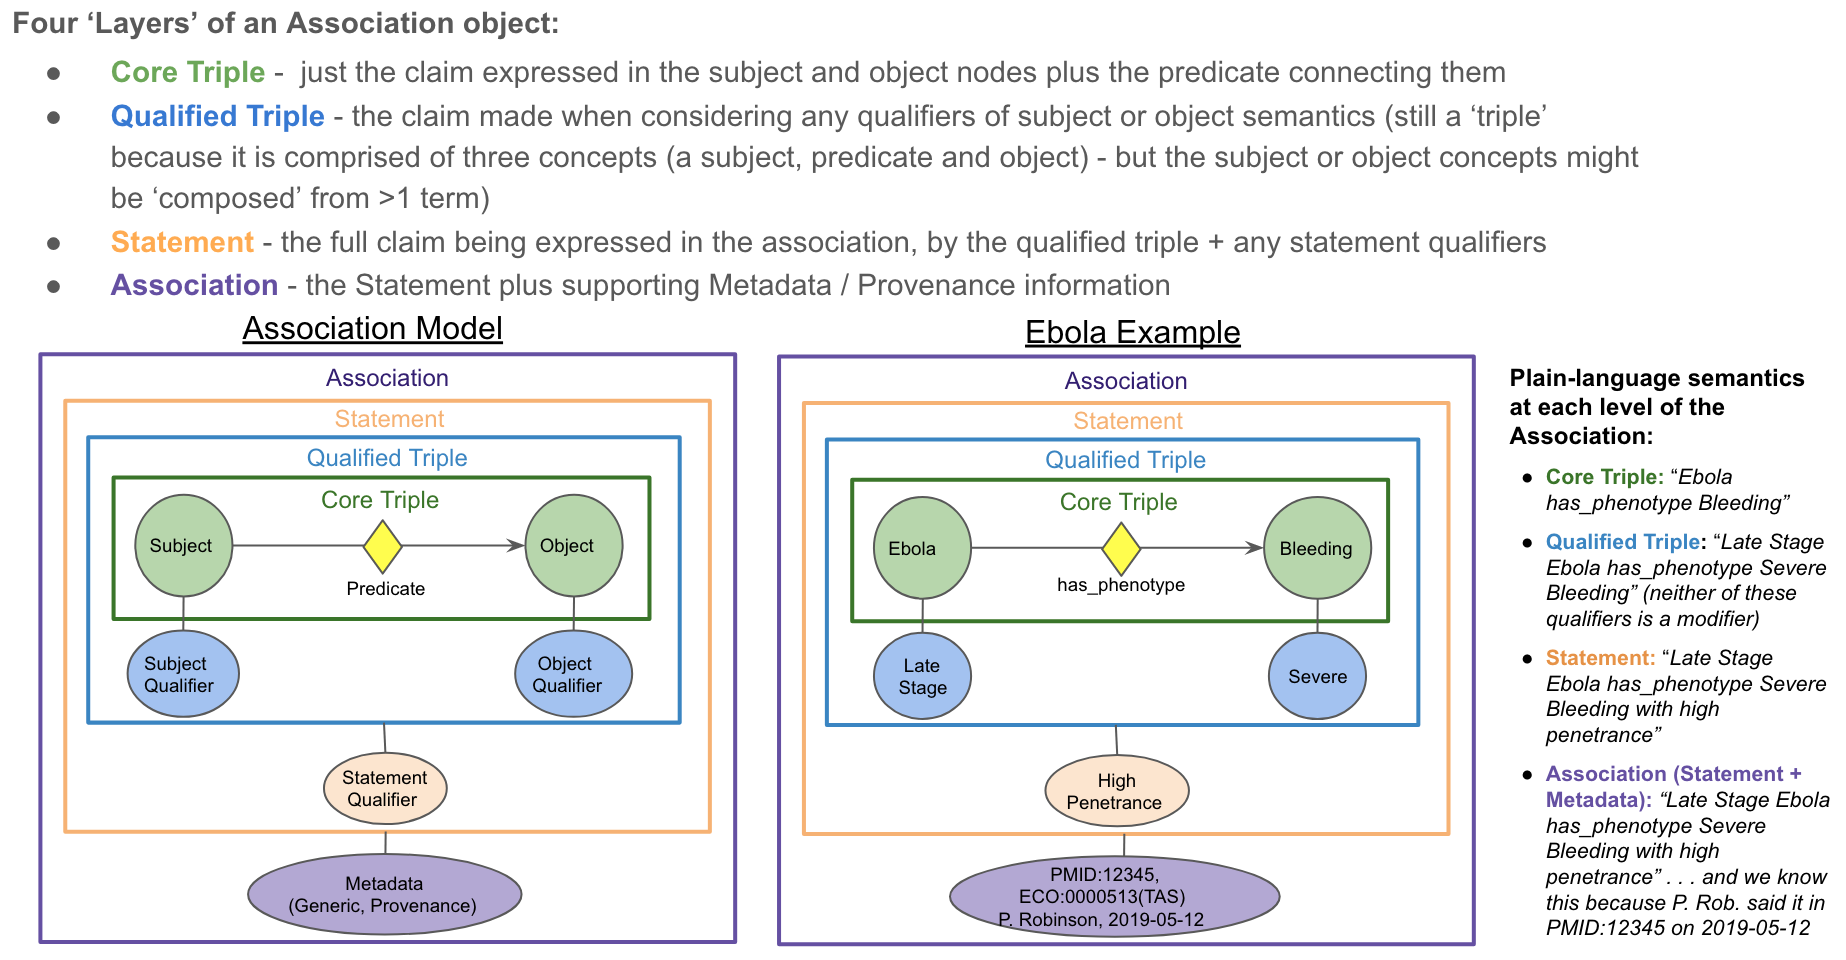 Four ‘Layers’ of an Association object:
● Core Triple - just the claim expressed in the subject and object nodes plus the predicate connecting them
● Qualified Triple - the claim made when considering any qualifiers of subject or object semantics (still a ‘triple’
because it is comprised of three concepts (a subject, predicate and object) - but the subject or object concepts might
be ‘composed’ from >1 term)
● Statement - the full claim being expressed in the association, by the qualified triple + any statement qualifiers
● Association - the Statement plus supporting Metadata / Provenance information
Association Model
Association
Statement
Qualified Triple
Core Triple
Subject
Object
Predicate
Subject
Qualifier
Object
Qualifier
Statement
Qualifier
Metadata
(Generic, Provenance)
Ebola Example
Association
Statement
Qualified Triple
Core Triple
Ebola
Bleeding
has_phenotype
Late
Stage
Severe
High
Penetrance
PMID:12345,
ECO:0000513(TAS)
P. Robinson, 2019-05-12
Plain-language semantics
at each level of the
Association:
● Core Triple: “Ebola
has_phenotype Bleeding”
● Qualified Triple: “Late Stage
Ebola has_phenotype Severe
Bleeding” (neither of these
qualifiers is a modifier)
● Statement: “Late Stage
Ebola has_phenotype Severe
Bleeding with high
penetrance”
● Association (Statement +
Metadata): “Late Stage Ebola
has_phenotype Severe
Bleeding with high
penetrance” . . . and we know
this because P. Rob. said it in
PMID:12345 on 2019-05-12